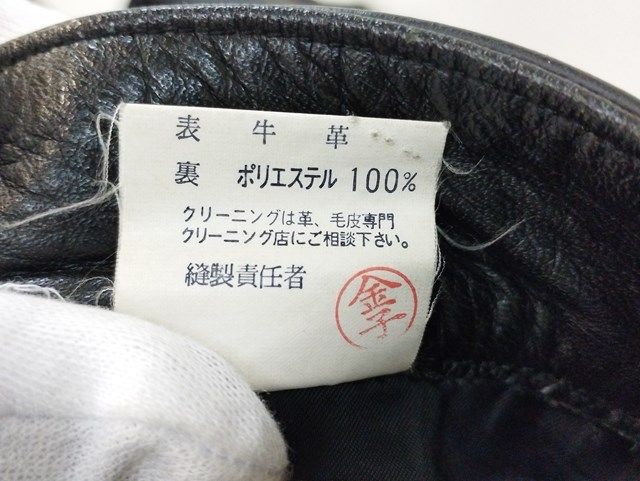 表 牛 革
裏 ポリエステル 100%
クリーニングは革、毛皮専門
クリーニング店にご相談下さい。
縫製責任者
金子